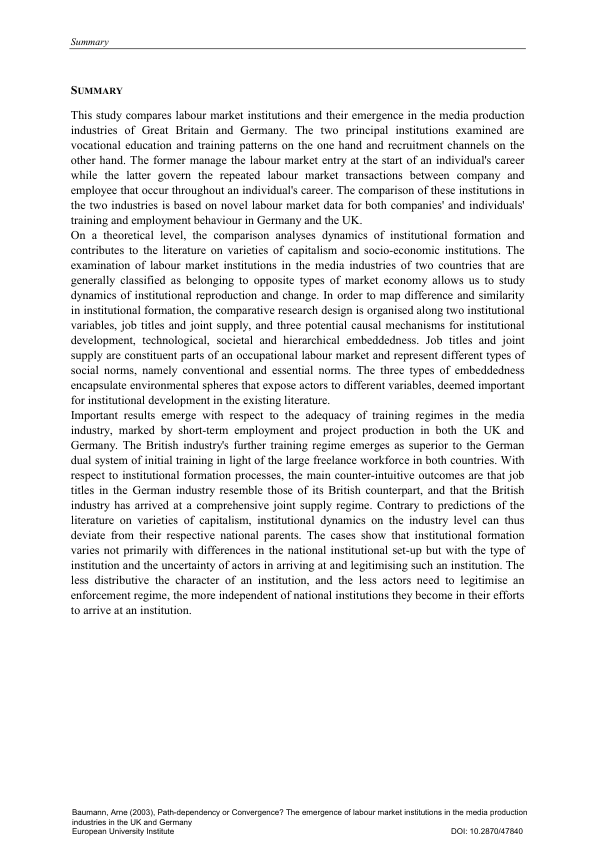 Summary
SUMMARY
This study compares labour market institutions and their emergence in the media production
industries of Great Britain and Germany. The two principal institutions examined are
vocational education and training patterns on the one hand and recruitment channels on the
other hand. The former manage the labour market entry at the start of an individual's career
while the latter govern the repeated labour market transactions between company and
employee that occur throughout an individual's career. The comparison of these institutions in
the two industries is based on novel labour market data for both companies' and individuals'
training and employment behaviour in Germany and the UK.
On a theoretical level, the comparison analyses dynamics of institutional formation and
contributes to the literature on varieties of capitalism and socio-economic institutions. The
examination of labour market institutions in the media industries of two countries that are
generally classified as belonging to opposite types of market economy allows us to study
dynamics of institutional reproduction and change. In order to map difference and similarity
in institutional formation, the comparative research design is organised along two institutional
variables, job titles and joint supply, and three potential causal mechanisms for institutional
development, technological, societal and hierarchical embeddedness. Job titles and joint
supply are constituent parts of an occupational labour market and represent different types of
social norms, namely conventional and essential norms. The three types of embeddedness
encapsulate environmental spheres that expose actors to different variables, deemed important
for institutional development in the existing literature.
Important results emerge with respect to the adequacy of training regimes in the media
industry, marked by short-term employment and project production in both the UK and
Germany. The British industry's further training regime emerges as superior to the German
dual system of initial training in light of the large freelance workforce in both countries. With
respect to institutional formation processes, the main counter-intuitive outcomes are that job
titles in the German industry resemble those of its British counterpart, and that the British
industry has arrived at a comprehensive joint supply regime. Contrary to predictions of the
literature on varieties of capitalism, institutional dynamics on the industry level can thus
deviate from their respective national parents. The cases show that institutional formation
varies not primarily with differences in the national institutional set-up but with the type of
institution and the uncertainty of actors in arriving at and legitimising such an institution. The
less distributive the character of an institution, and the less actors need to legitimise an
enforcement regime, the more independent of national institutions they become in their efforts
to arrive at an institution.
Baumann, Arne (2003), Path-dependency or Convergence? The emergence of labour market institutions in the media production
industries in the UK and Germany
European University Institute DOI: 10.2870/47840